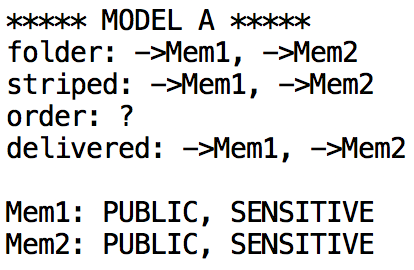 ***** MODEL A *****
folder: ->Mem1, ->Mem2
striped: ->Mem1, ->Mem2
order: ?
delivered: ->Mem1, ->Mem2
Mem1: PUBLIC, SENSITIVE
Mem2: PUBLIC, SENSITIVE